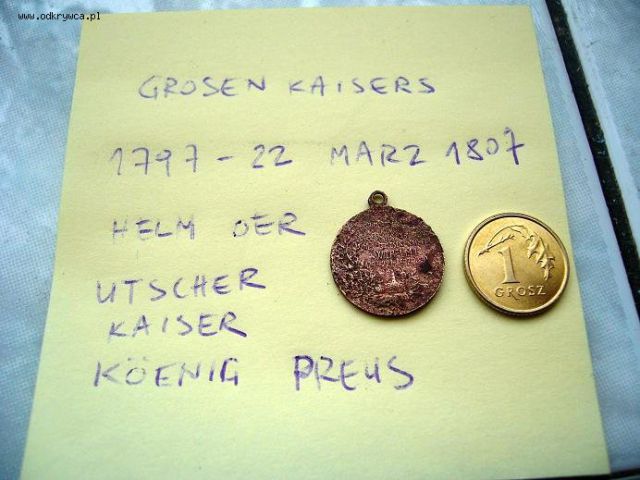 www.odkrywca.pl
GROSEN KAISERS
1797 - 22 MARZ 1807
HELM DER
UTSCHER
KAISER
KÖENIG PREUS
1
GROSZ